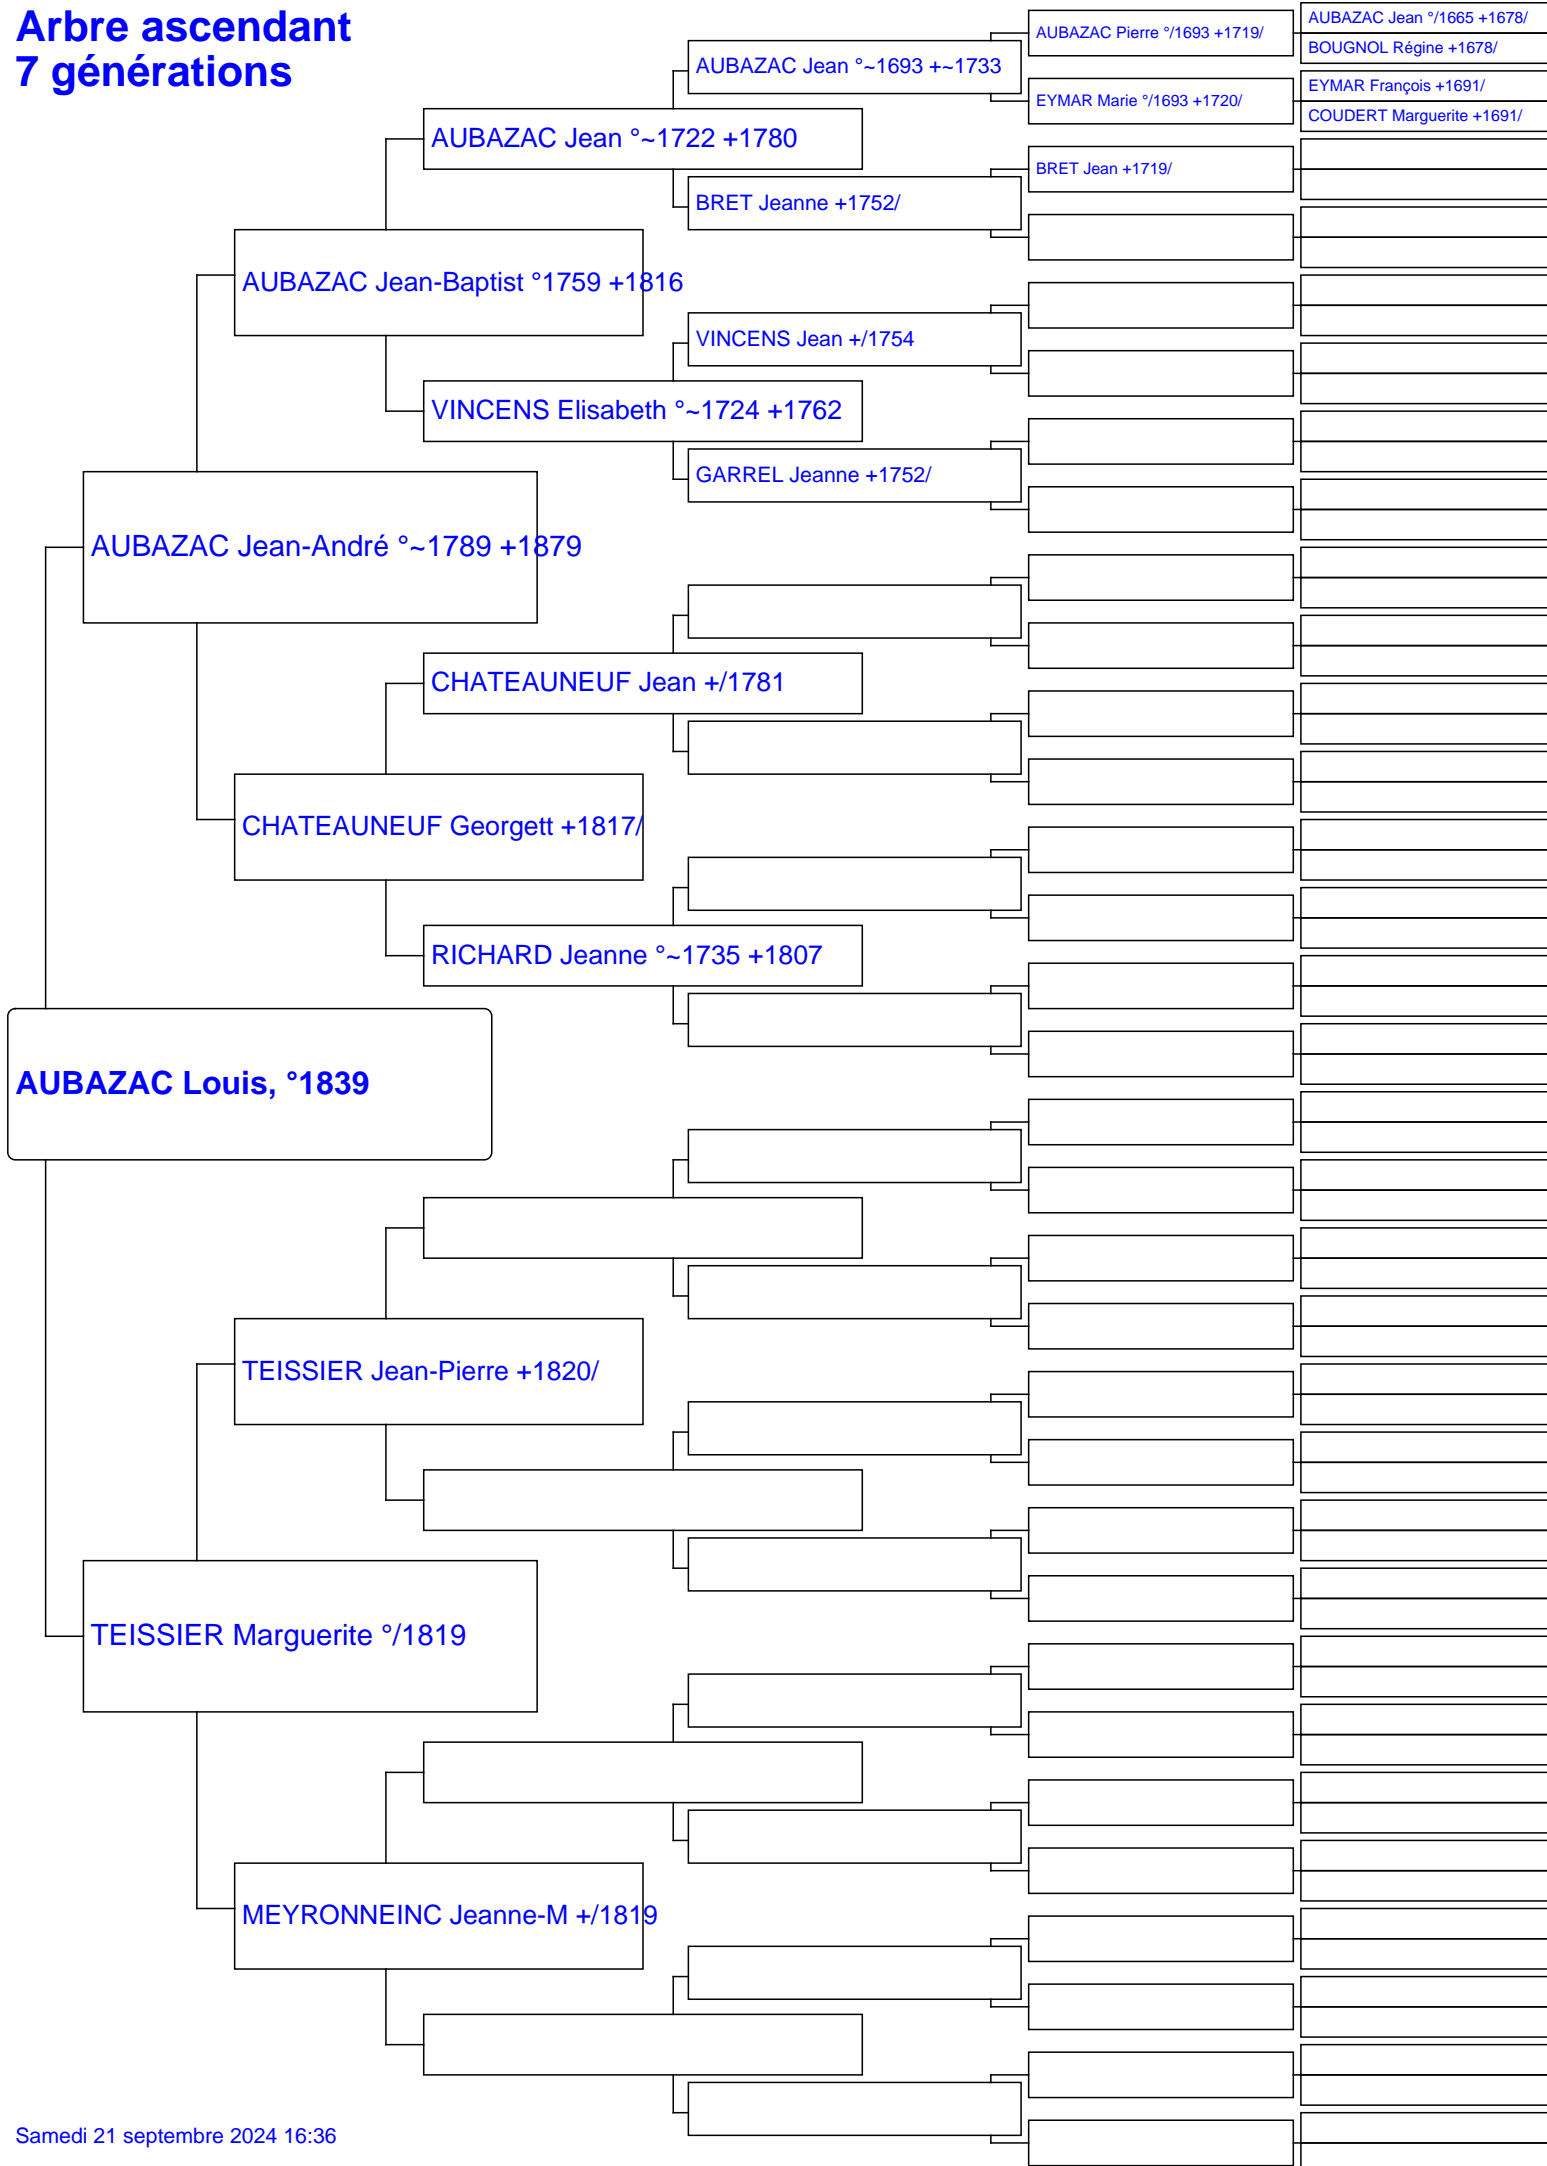 Arbre ascendant
7 générations
AUBAZAC Jean °/1665 +1678/
AUBAZAC Pierre °/1693 +1719/
BOUGNOL Régine +1678/
AUBAZAC Jean °~1693 +~1733
EYMAR François +1691/
EYMAR Marie °/1693 +1720/
COUDERT Marguerite +1691/
AUBAZAC Jean °~1722 +1780
BRET Jean +1719/
BRET Jeanne +1752/
AUBAZAC Jean-Baptist °1759 +1816
VINCENS Jean +/1754
VINCENS Elisabeth °~1724 +1762
GARREL Jeanne +1752/
AUBAZAC Jean-André °~1789 +1879
CHATEAUNEUF Jean +/1781
CHATEAUNEUF Georgett +1817/
RICHARD Jeanne °~1735 +1807
AUBAZAC Louis, °1839
TEISSIER Jean-Pierre +1820/
TEISSIER Marguerite °/1819
MEYRONNEINC Jeanne-M +/1819
Samedi 21 septembre 2024 16:36